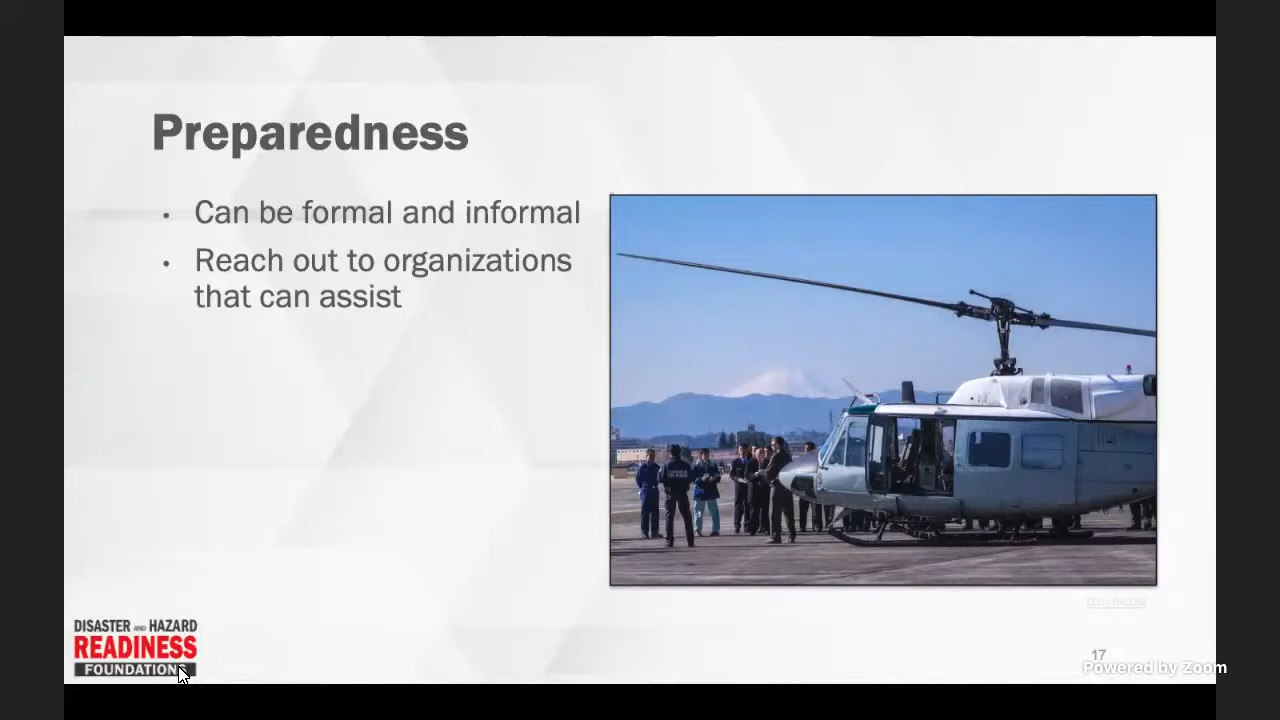 Preparedness
• Can be formal and informal
• Reach out to organizations
that can assist
DISASTER AND HAZARD
READINESS
FOUNDATIONS
17
Powered by Zoom